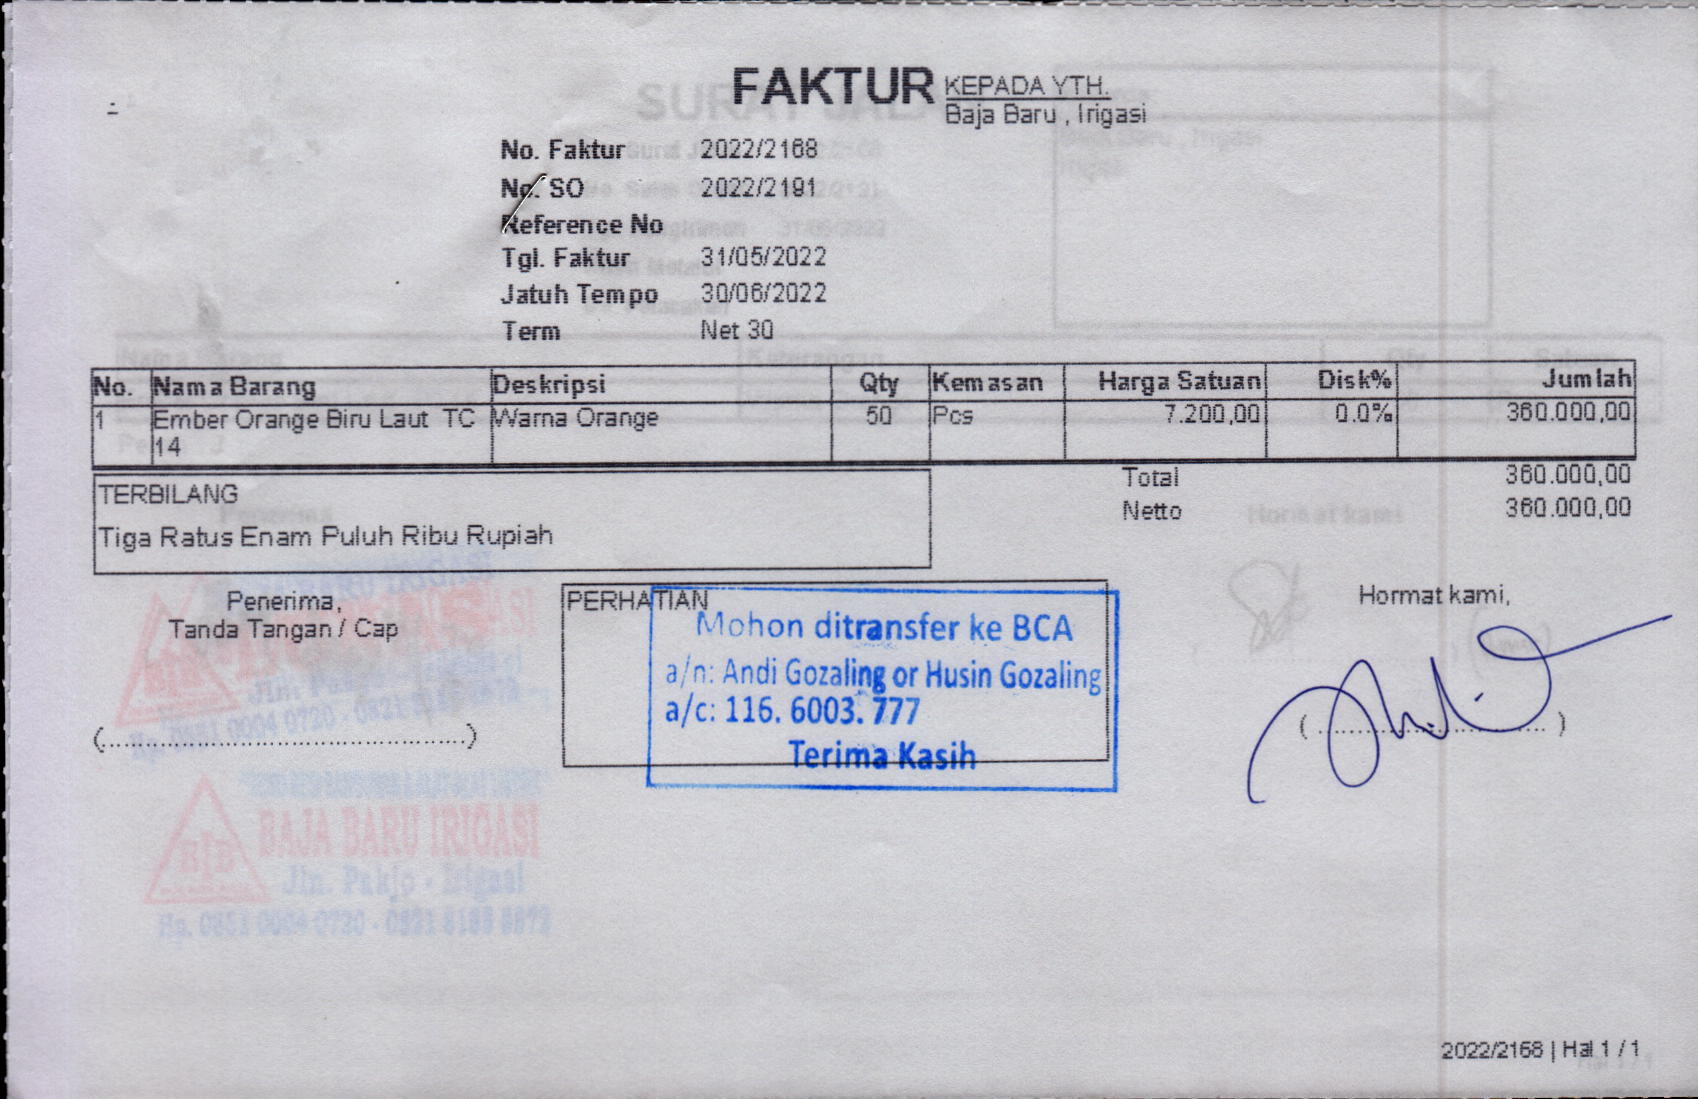 FAKTUR
KEPADA YTH.
Baja Baru , Irigasi
No. Faktur 2022/2168
No. SO 2022/2191
Reference No
Tgl. Faktur 31/05/2022
Jatuh Tempo 30/06/2022
Term Net 30
No. Nama Barang Deskripsi Qty Kemasan Harga Satuan Disk% Jumlah
1 Ember Orange Biru Laut TC 14 Warna Orange 50 Pcs 7.200,00 0.0% 360.000,00
Total 360.000,00
Netto 360.000,00
TERBILANG
Tiga Ratus Enam Puluh Ribu Rupiah
Penerima,
Tanda Tangan / Cap
(...............................................)
PERHATIAN
Mohon ditransfer ke BCA
a/n: Andi Gozaling or Husin Gozaling
a/c: 116. 6003. 777
Terima Kasih
Hormat kami,
(...............................)
BAJA BARU IRIGASI
Jln. Pakjo - Irigasi
2022/2168 | Hal 1 / 1